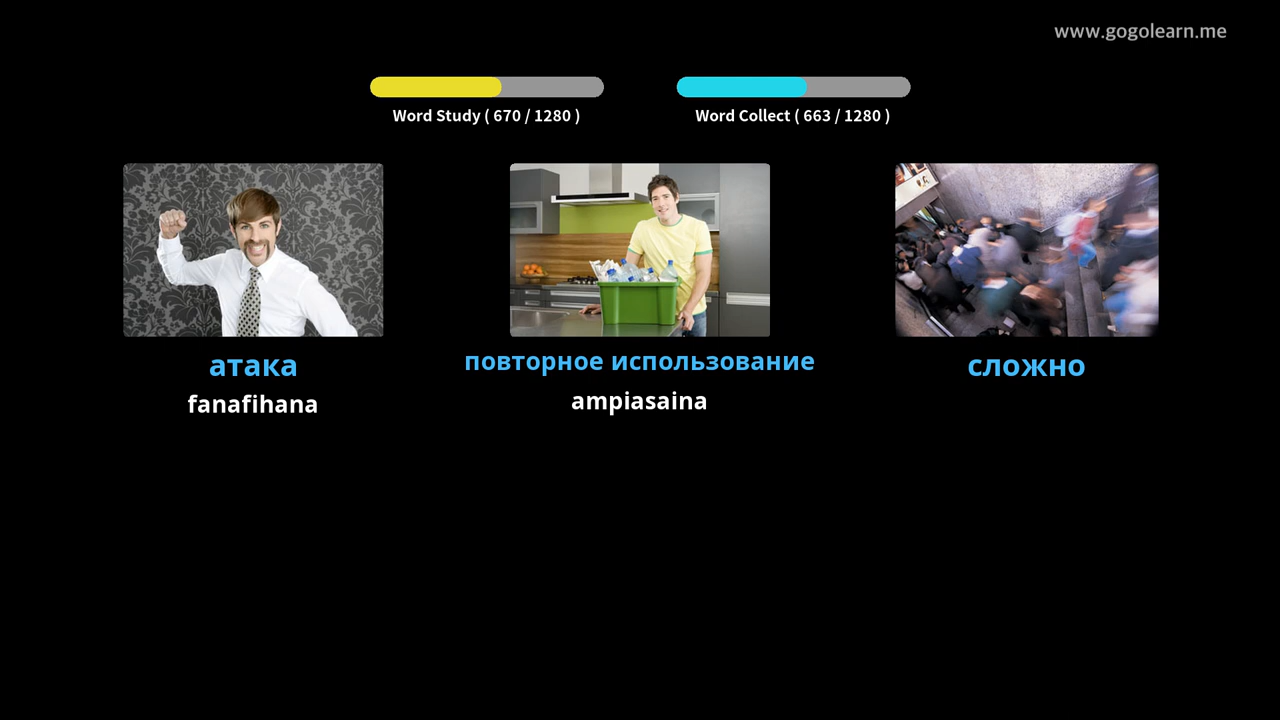 www.gogolearn.me
Word Study ( 670 / 1280 )
Word Collect ( 663 / 1280 )
атака
повторное использование
сложно
fanafihana
ampiasaina